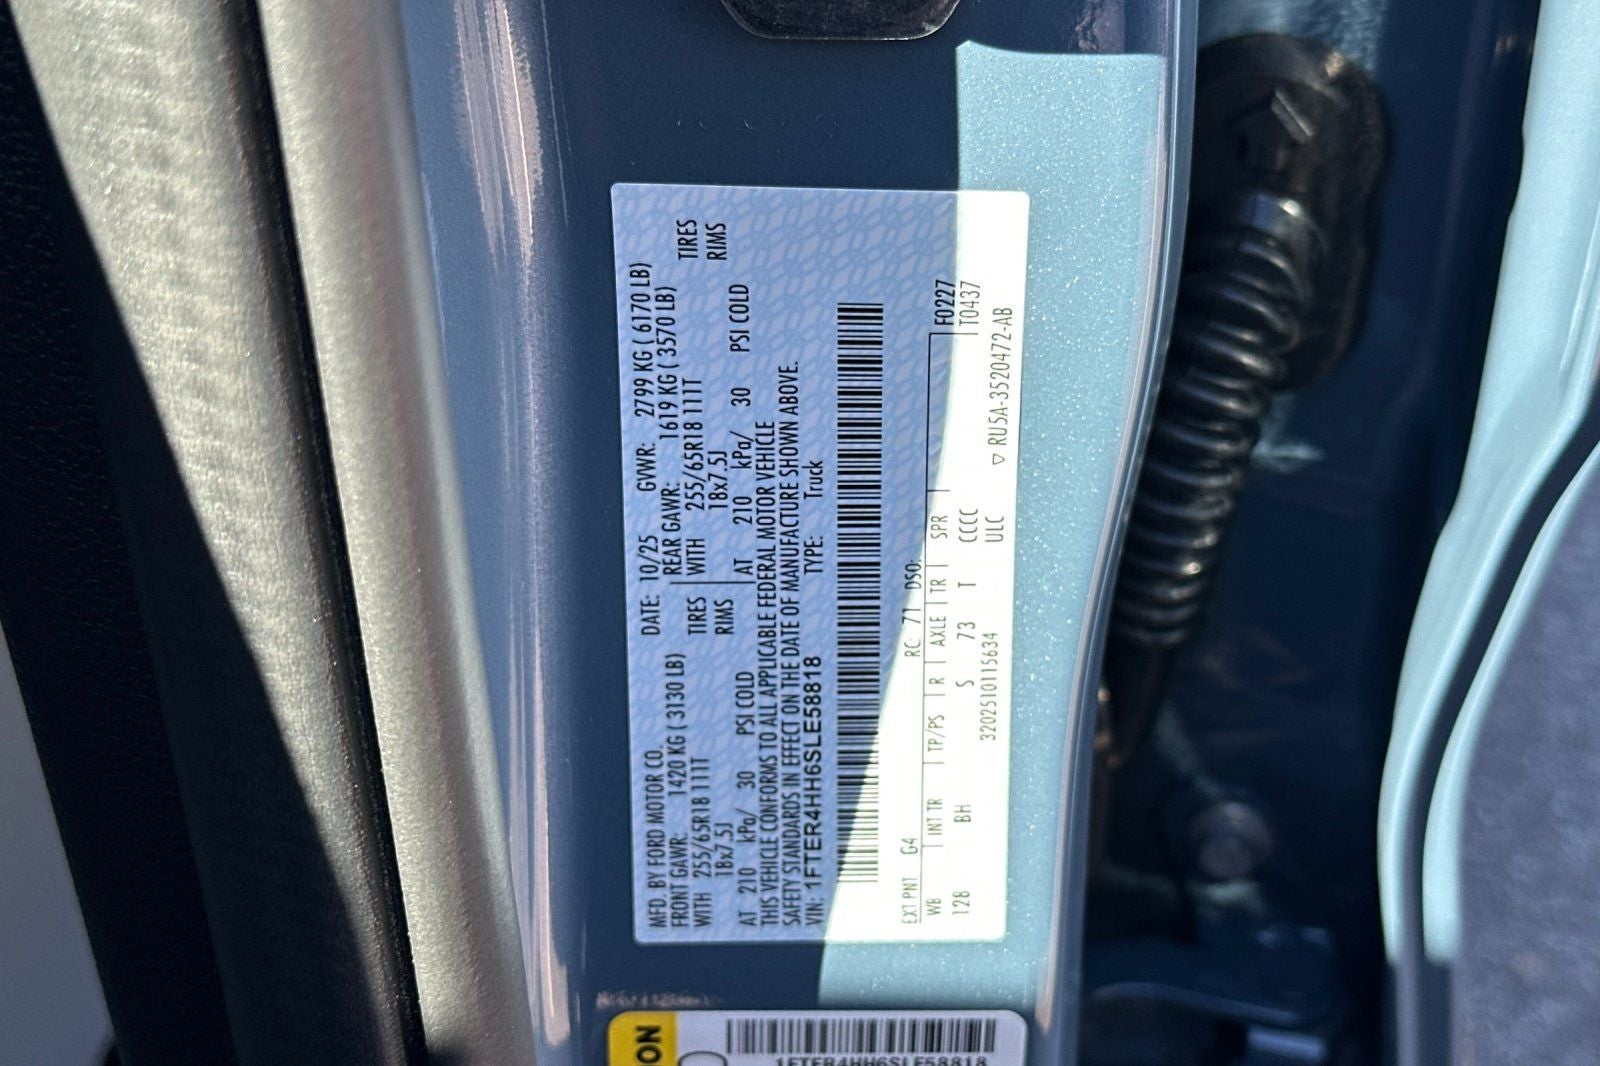 MFD. BY FORD MOTOR CO. DATE: 10/25 GVWR: 2799 KG ( 6170 LB)
FRONT GAWR: 1420 KG ( 3130 LB) REAR GAWR: 1619 KG ( 3570 LB)
WITH 255/65R18 111T TIRES WITH 255/65R18 111T TIRES
18x7.5J RIMS 18x7.5J RIMS
AT 210 kPa/ 30 PSI COLD AT 210 kPa/ 30 PSI COLD
THIS VEHICLE CONFORMS TO ALL APPLICABLE FEDERAL MOTOR VEHICLE
SAFETY STANDARDS IN EFFECT ON THE DATE OF MANUFACTURE SHOWN ABOVE.
VIN: 1FTER4HH6SLE58818 TYPE: Truck
EXT PNT G4 RC: 71 DSO:
F0227
WB INT TR TP/PS R AXLE TR SPR T0437
128 BH S 73 T CCCC
3202510115634 ULC ▽ RU5A-3520472-AB
ON
1FTER4HH6SLE58818